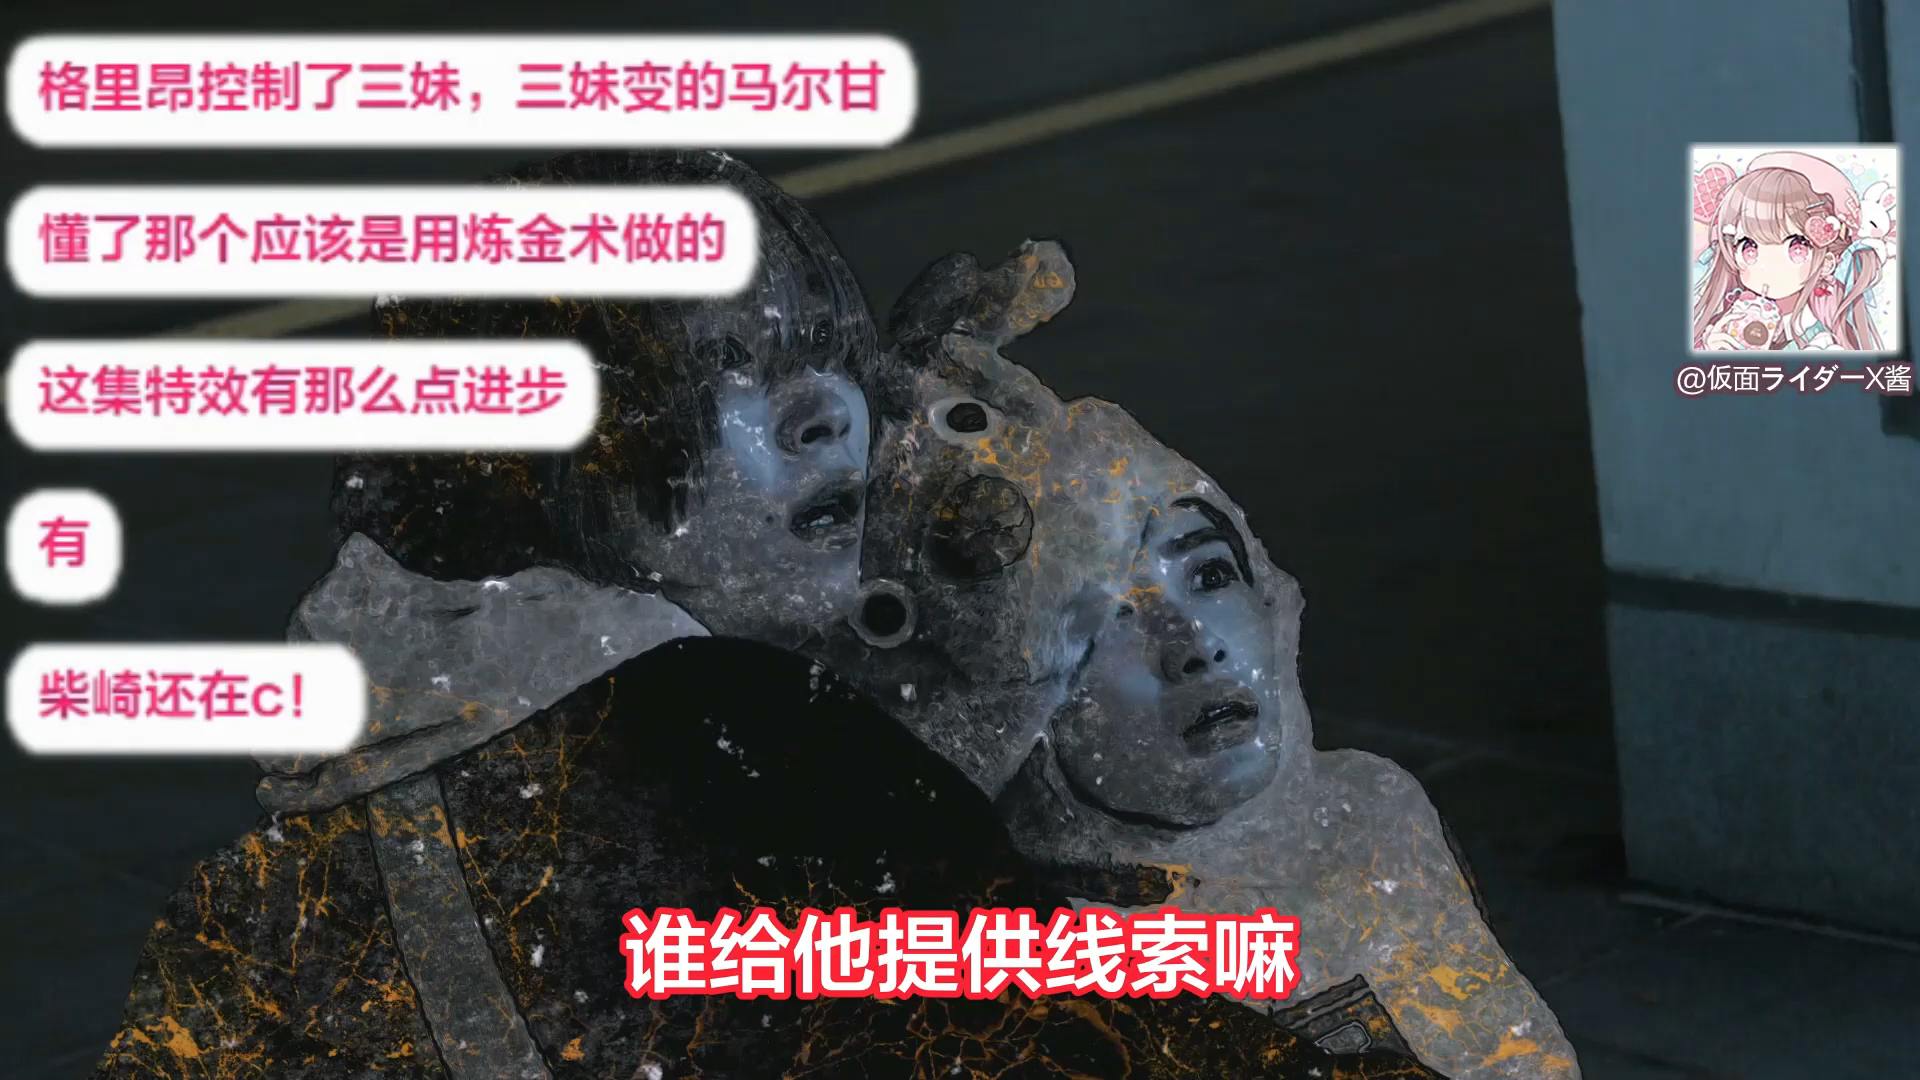 格里昂控制了三妹，三妹变的马尔甘
懂了那个应该是用炼金术做的
这集特效有那么点进步
有
柴崎还在c！
@仮面ライダーX酱
谁给他提供线索嘛